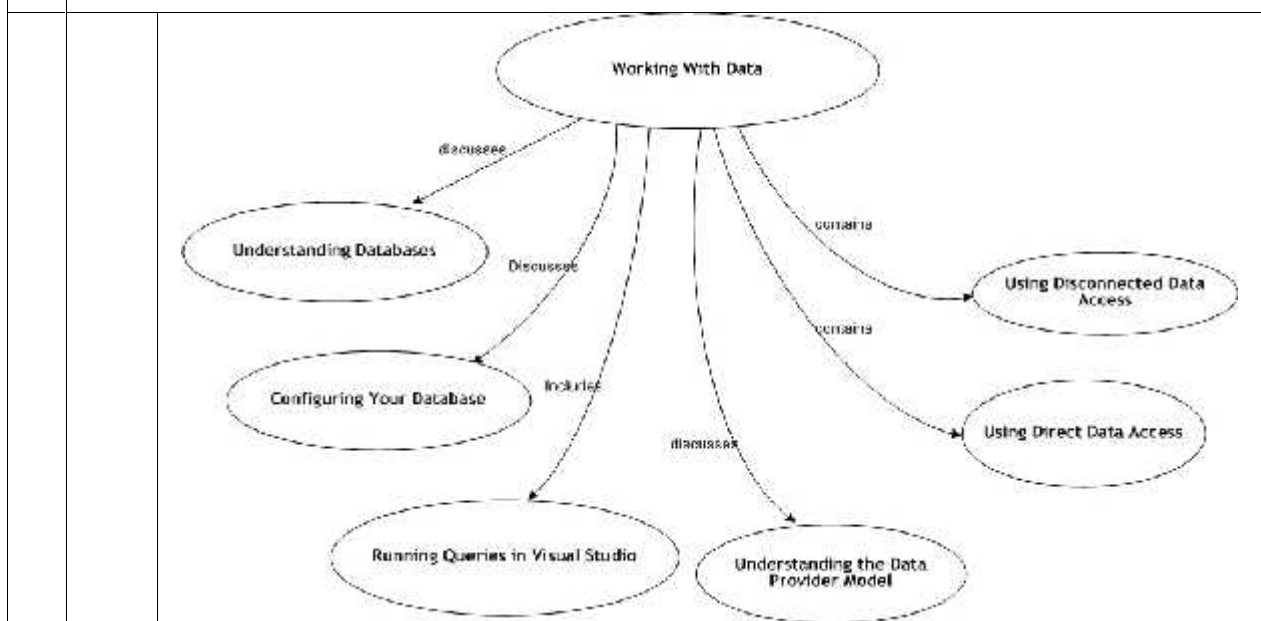 Working With Data
discusses
Understanding Databases
Discusses
contains
Using Disconnected Data
Access
contains
Configuring Your Database
Includes
discusses
Using Direct Data Access
Running Queries in Visual Studio
Understanding the Data
Provider Model